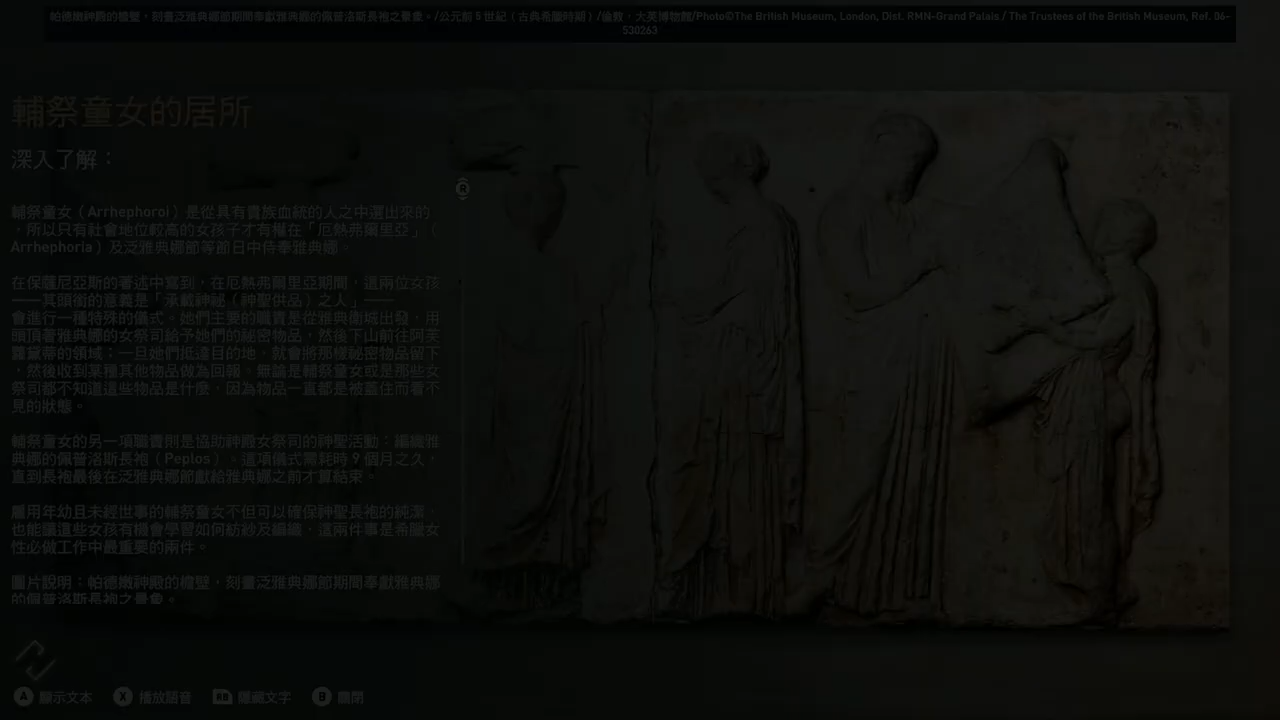 帕德嫩神殿的檐壁，刻畫泛雅典娜節期間奉獻雅典娜的佩普洛斯長袍之景象。/公元前 5 世紀（古典希臘時期）/倫敦，大英博物館/Photo©The British Museum, London, Dist. RMN-Grand Palais / The Trustees of the British Museum, Ref. 06-
530263
輔祭童女的居所
深入了解：
輔祭童女（Arrhephoroi）是從具有貴族血統的人之中選出來的
，所以只有社會地位較高的女孩子才有權在「厄熱弗爾里亞」（
Arrhephoria）及泛雅典娜節等節日中侍奉雅典娜。
在保薩尼亞斯的著述中寫到，在厄熱弗爾里亞期間，這兩位女孩
——其頭銜的意義是「承載神祕（神聖供品）之人」——
會進行一種特殊的儀式。她們主要的職責是從雅典衛城出發，用
頭頂著雅典娜的女祭司給予她們的祕密物品，然後下山前往阿芙
蘿黛蒂的領域；一旦她們抵達目的地，就會將那樣祕密物品留下
，然後收到某種其他物品做為回報。無論是輔祭童女或是那些女
祭司都不知道這些物品是什麼，因為物品一直都是被蓋住而看不
見的狀態。
輔祭童女的另一項職責則是協助神殿女祭司的神聖活動：編織雅
典娜的佩普洛斯長袍（Peplos）。這項儀式需耗時 9 個月之久，
直到長袍最後在泛雅典娜節獻給雅典娜之前才算結束。
雇用年幼且未經世事的輔祭童女不但可以確保神聖長袍的純潔，
也能讓這些女孩有機會學習如何紡紗及編織，這兩件事是希臘女
性必做工作中最重要的兩件。
圖片說明：帕德嫩神殿的檐壁，刻畫泛雅典娜節期間奉獻雅典娜
的佩普洛斯長袍之景象。
R
A 顯示文本 X 播放語音 RB 隱藏文字 B 關閉